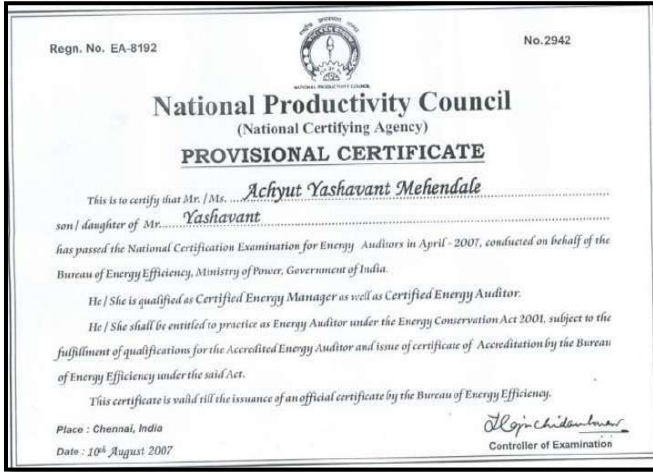 Regn. No. EA-8192
No.2942
NATIONAL PRODUCTIVITY COUNCIL
National Productivity Council
(National Certifying Agency)
PROVISIONAL CERTIFICATE
This is to certify that Mr. / Ms. Achyut Yashavant Mehendale
son / daughter of Mr. Yashavant
has passed the National Certification Examination for Energy Auditors in April - 2007, conducted on behalf of the
Bureau of Energy Efficiency, Ministry of Power, Government of India.
He / She is qualified as Certified Energy Manager as well as Certified Energy Auditor.
He / She shall be entitled to practice as Energy Auditor under the Energy Conservation Act 2001, subject to the
fulfillment of qualifications for the Accredited Energy Auditor and issue of certificate of Accreditation by the Bureau
of Energy Efficiency under the said Act.
This certificate is valid till the issuance of an official certificate by the Bureau of Energy Efficiency.
Place : Chennai, India
Date : 10th August 2007
Controller of Examination